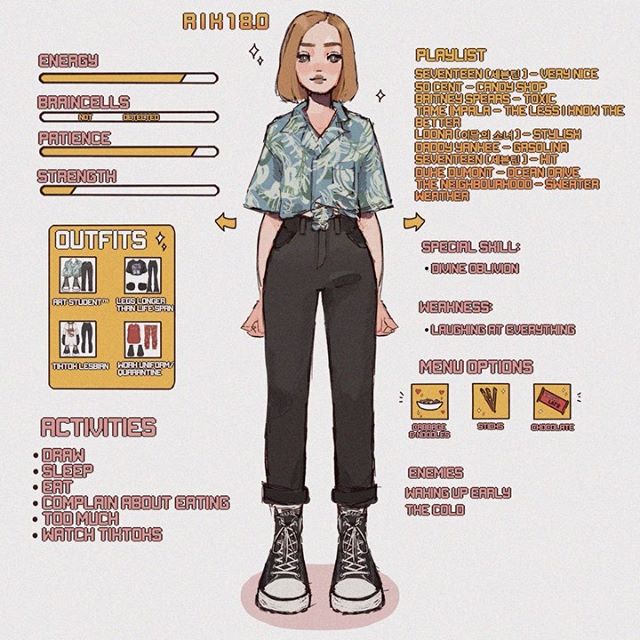 RIK 18.0
ENERGY
BRAINCELLS
NOT DETECTED
PATIENCE
STRENGTH
OUTFITS
ART STUDENT™
LEGS LONGER
THAN LIFE SPAN
TIKTOK LESBIAN
WORK UNIFORM/
QUARANTINE
ACTIVITIES
• DRAW
• SLEEP
• EAT
• COMPLAIN ABOUT EATING
• TOO MUCH
• WATCH TIKTOKS
PLAYLIST
SEVENTEEN (세븐틴) - VERY NICE
50 CENT - CANDY SHOP
BRITNEY SPEARS - TOXIC
TAME IMPALA - THE LESS I KNOW THE
BETTER
LOONA (이달의 소녀) - STYLISH
DADDY YANKEE - GASOLINA
SEVENTEEN (세븐틴) - HIT
DUKE DUMONT - OCEAN DRIVE
THE NEIGHBOURHOOD - SWEATER
WEATHER
SPECIAL SKILL:
• DIVINE OBLIVION
WEAKNESS:
• LAUGHING AT EVERYTHING
MENU OPTIONS
CABBAGE
& NOODLES
STICKS
CHOCOLATE
ENEMIES
WAKING UP EARLY
THE COLD